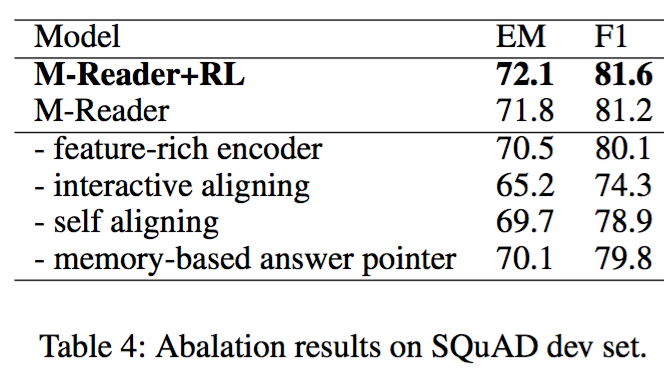 Model EM F1
M-Reader+RL 72.1 81.6
M-Reader 71.8 81.2
- feature-rich encoder 70.5 80.1
- interactive aligning 65.2 74.3
- self aligning 69.7 78.9
- memory-based answer pointer 70.1 79.8
Table 4: Abalation results on SQuAD dev set.